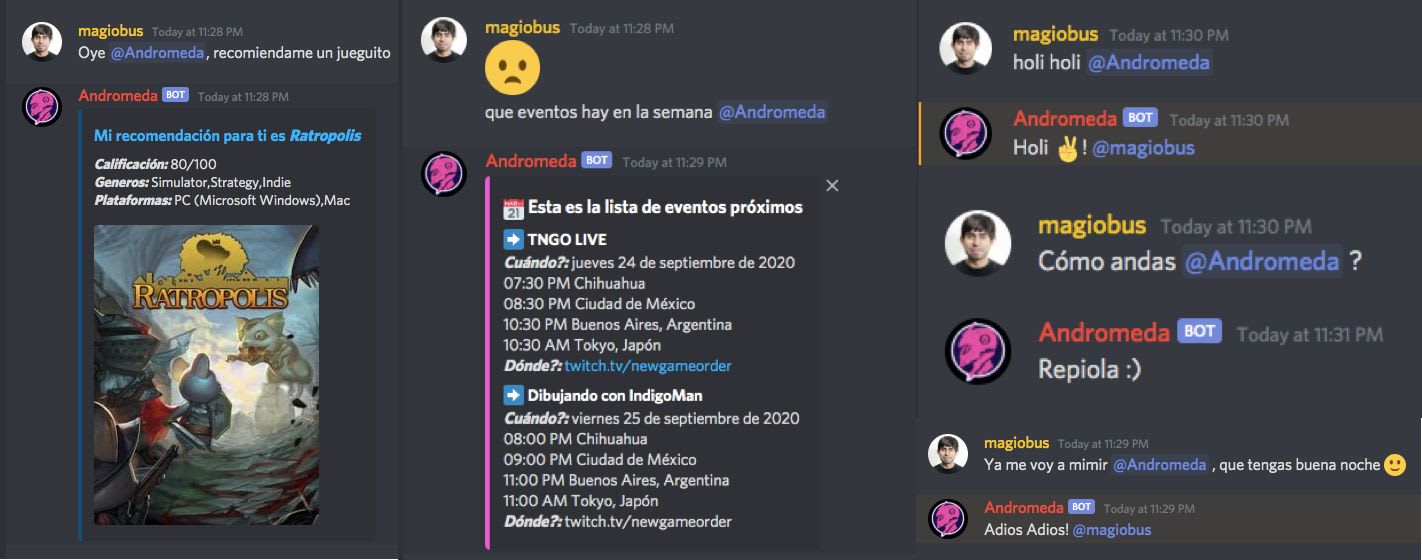 magiobus Today at 11:28 PM
Oye @Andromeda, recomiendame un jueguito
Andromeda BOT Today at 11:28 PM
Mi recomendación para ti es Ratropolis
Calificación: 80/100
Generos: Simulator,Strategy,Indie
Plataformas: PC (Microsoft Windows),Mac
RATROPOLIS
magiobus Today at 11:28 PM
que eventos hay en la semana @Andromeda
Andromeda BOT Today at 11:29 PM
MAR 21 Esta es la lista de eventos próximos
TNGO LIVE
Cuándo?: jueves 24 de septiembre de 2020
07:30 PM Chihuahua
08:30 PM Ciudad de México
10:30 PM Buenos Aires, Argentina
10:30 AM Tokyo, Japón
Dónde?: twitch.tv/newgameorder
Dibujando con IndigoMan
Cuándo?: viernes 25 de septiembre de 2020
08:00 PM Chihuahua
09:00 PM Ciudad de México
11:00 PM Buenos Aires, Argentina
11:00 AM Tokyo, Japón
Dónde?: twitch.tv/newgameorder
magiobus Today at 11:30 PM
holi holi @Andromeda
Andromeda BOT Today at 11:30 PM
Holi ✌️! @magiobus
magiobus Today at 11:30 PM
Cómo andas @Andromeda ?
Andromeda BOT Today at 11:31 PM
Repiola :)
magiobus Today at 11:29 PM
Ya me voy a mimir @Andromeda , que tengas buena noche 🙂
Andromeda BOT Today at 11:29 PM
Adios Adios! @magiobus